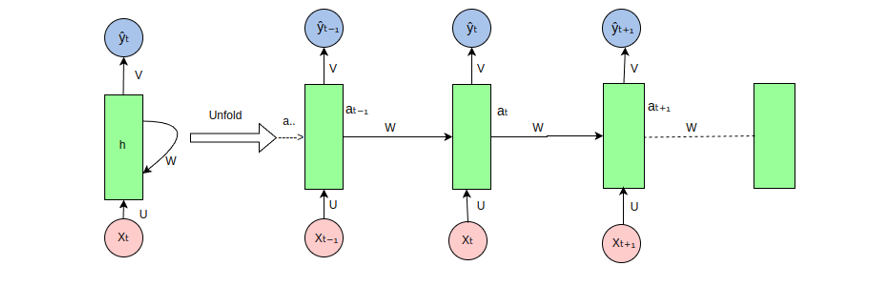 ŷₜ
V
h
W
U
Xₜ
Unfold
a..
ŷₜ₋₁
V
aₜ₋₁
W
U
Xₜ₋₁
ŷₜ
V
aₜ
W
U
Xₜ
ŷₜ₊₁
V
aₜ₊₁
W
U
Xₜ₊₁